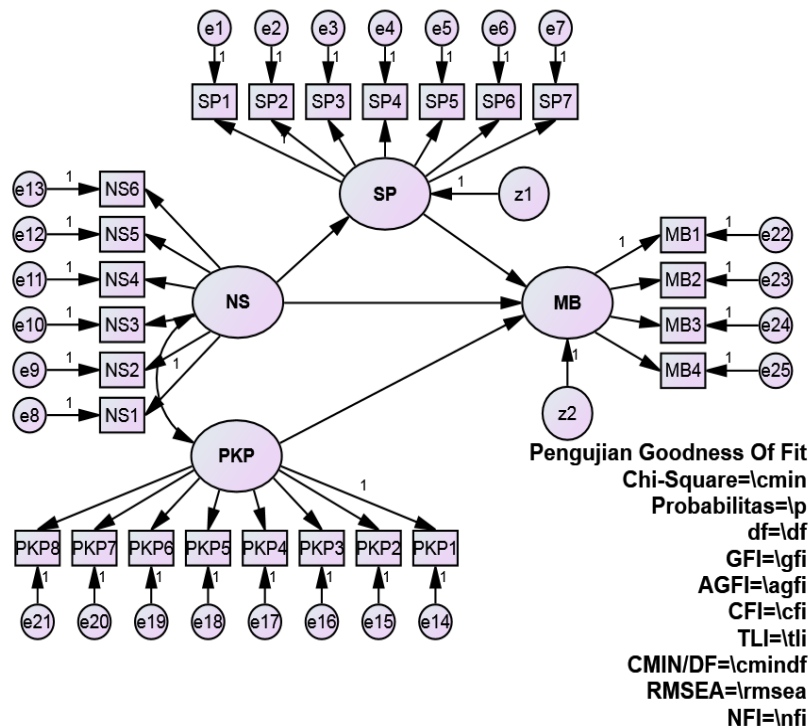 e1 e2 e3 e4 e5 e6 e7
1 1 1 1 1 1 1
SP1 SP2 SP3 SP4 SP5 SP6 SP7
1
SP 1 z1
e13 1 NS6
e12 1 NS5
e11 1 NS4
e10 1 NS3
e9 1 NS2
e8 1 NS1
1
NS
MB
1
MB1 1 e22
MB2 1 e23
MB3 1 e24
MB4 1 e25
1
z2
PKP
1
PKP8 PKP7 PKP6 PKP5 PKP4 PKP3 PKP2 PKP1
1 1 1 1 1 1 1 1
e21 e20 e19 e18 e17 e16 e15 e14
Pengujian Goodness Of Fit
Chi-Square=\cmin
Probabilitas=\p
df=\df
GFI=\gfi
AGFI=\agfi
CFI=\cfi
TLI=\tli
CMIN/DF=\cmindf
RMSEA=\rmsea
NFI=\nfi